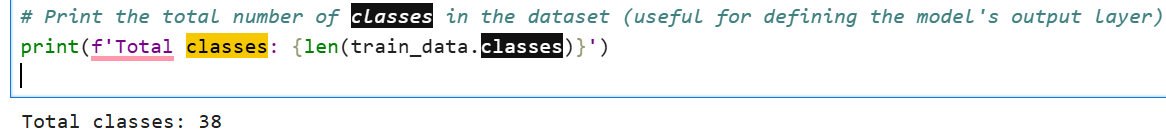 # Print the total number of classes in the dataset (useful for defining the model's output layer)
print(f'Total classes: {len(train_data.classes)}')
Total classes: 38